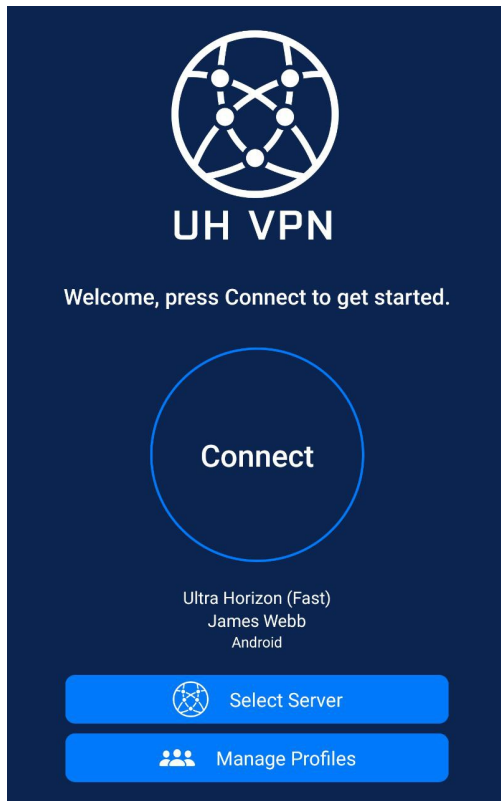 UH VPN
Welcome, press Connect to get started.
Connect
Ultra Horizon (Fast)
James Webb
Android
Select Server
Manage Profiles